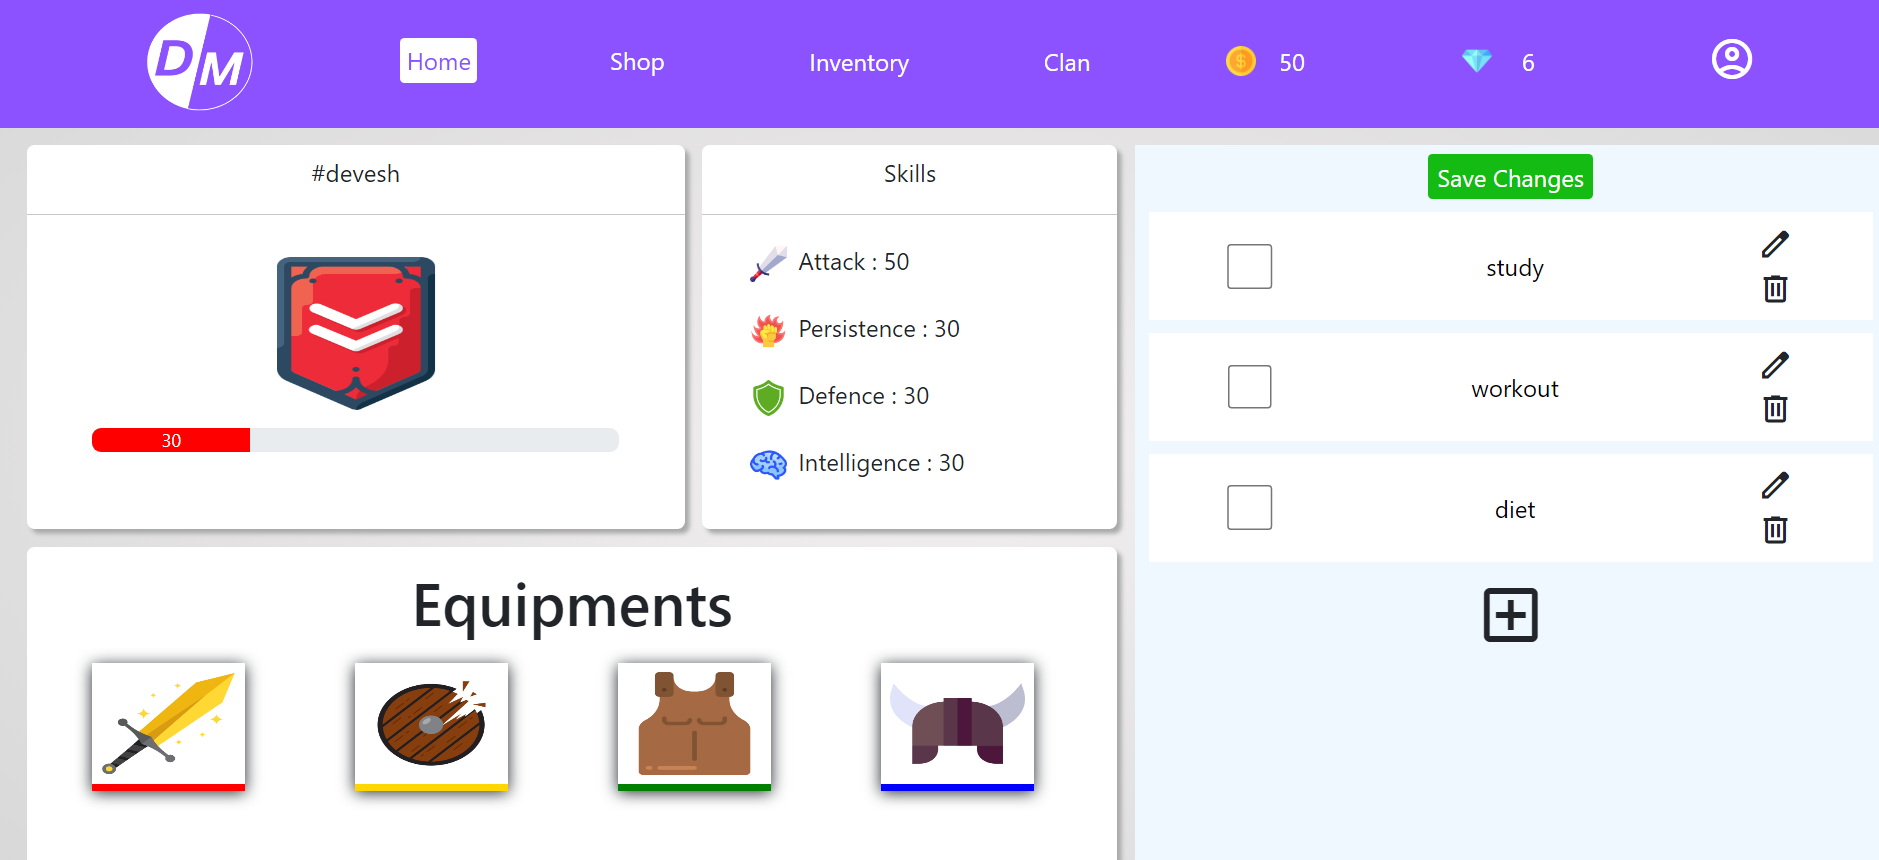 DM
Home
Shop
Inventory
Clan
50
6
#devesh
30
Skills
Attack : 50
Persistence : 30
Defence : 30
Intelligence : 30
Equipments
Save Changes
study
workout
diet